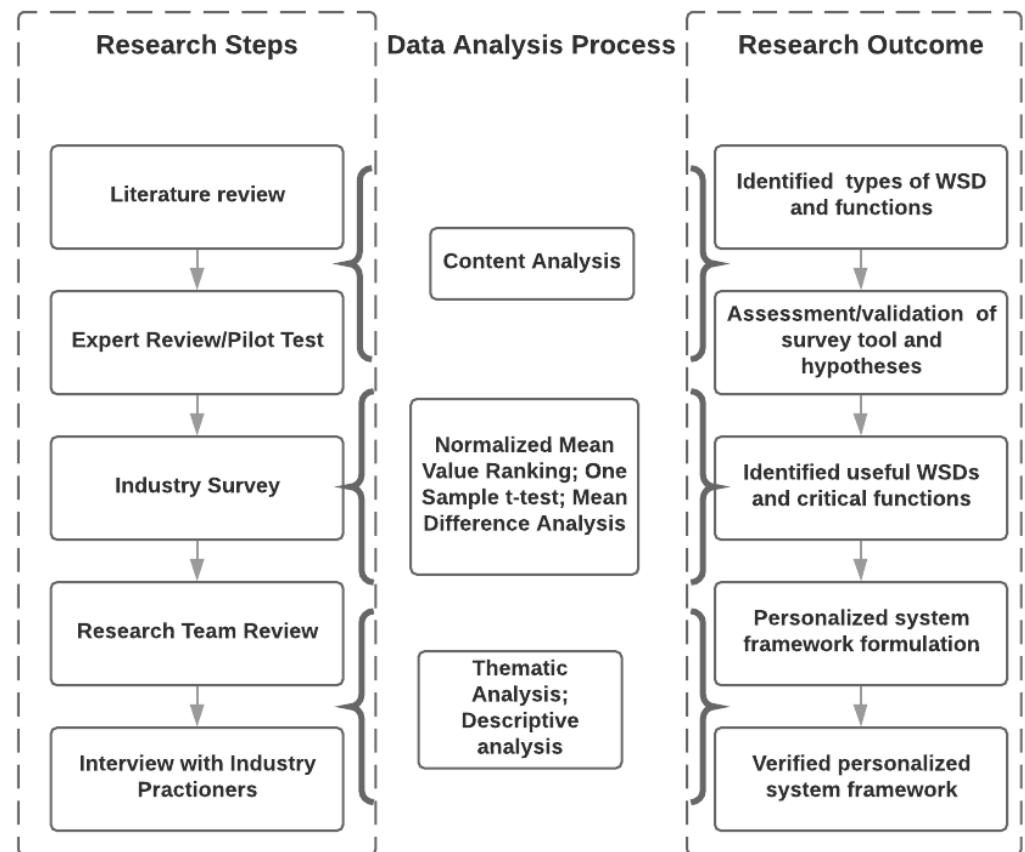 Research Steps
Data Analysis Process
Research Outcome
Literature review
Expert Review/Pilot Test
Industry Survey
Research Team Review
Interview with Industry
Practioners
Content Analysis
Normalized Mean
Value Ranking; One
Sample t-test; Mean
Difference Analysis
Thematic
Analysis;
Descriptive
analysis
Identified types of WSD
and functions
Assessment/validation of
survey tool and
hypotheses
Identified useful WSDs
and critical functions
Personalized system
framework formulation
Verified personalized
system framework